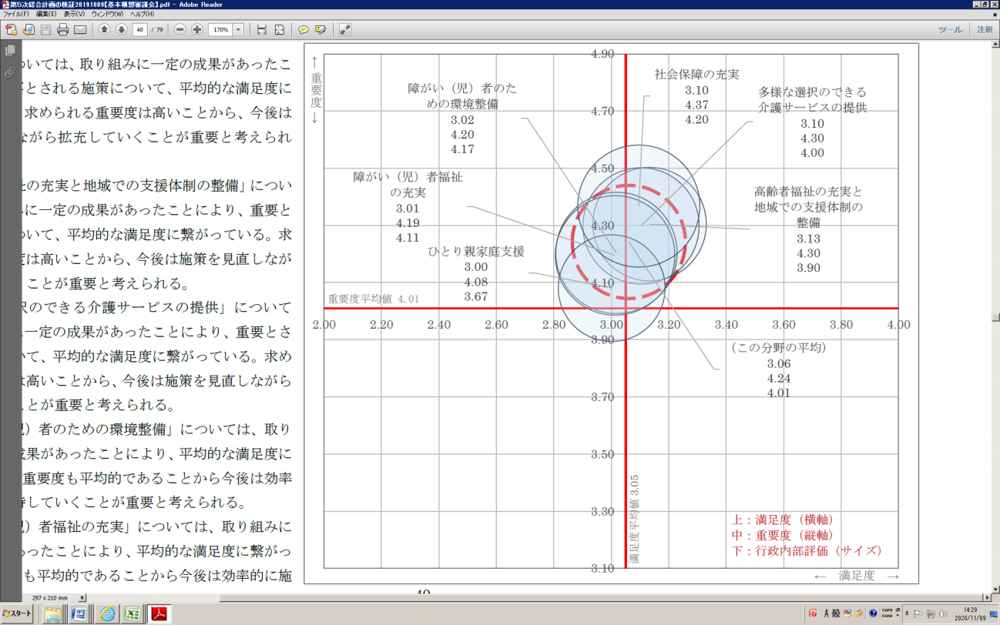 第5次総合計画の検証20191009【基本構想審議会】.pdf - Adobe Reader
ファイル(F) 編集(E) 表示(V) ウィンドウ(W) ヘルプ(H)
40 / 79 170% ツール 注釈
ついては、取り組みに一定の成果があったこ
とされる施策について、平均的な満足度に
求められる重要度は高いことから、今後は
ながら拡充していくことが重要と考えられ
の充実と地域での支援体制の整備」につい
に一定の成果があったことにより、重要と
ついて、平均的な満足度に繋がっている。求
度は高いことから、今後は施策を見直しなが
ことが重要と考えられる。
択のできる介護サービスの提供」について
一定の成果があったことにより、重要とさ
いて、平均的な満足度に繋がっている。求め
は高いことから、今後は施策を見直しながら
ことが重要と考えられる。
）者のための環境整備」については、取り
成果があったことにより、平均的な満足度に
重要度も平均的であることから今後は効率
持していくことが重要と考えられる。
）者福祉の充実」については、取り組みに
あったことにより、平均的な満足度に繋がっ
も平均的であることから今後は効率的に施
↑ 重要度 ↓
4.90
4.70
4.50
4.30
4.10
3.90
3.70
3.50
3.30
3.10
障がい（児）者のた
めの環境整備
3.02
4.20
4.17
社会保障の充実
3.10
4.37
4.20
多様な選択のできる
介護サービスの提供
3.10
4.30
4.00
障がい（児）者福祉
の充実
3.01
4.19
4.11
高齢者福祉の充実と
地域での支援体制の
整備
3.13
4.30
3.90
ひとり親家庭支援
3.00
4.08
3.67
重要度平均値 4.01
2.00 2.20 2.40 2.60 2.80 3.00 3.20 3.40 3.60 3.80 4.00
（この分野の平均）
3.06
4.24
4.01
満足度平均値 3.05
上：満足度（横軸）
中：重要度（縦軸）
下：行政内部評価（サイズ）
← 満足度 →
40
297 x 210 mm
スタート
A 般 CAPS KANA
14:29
2020/11/09